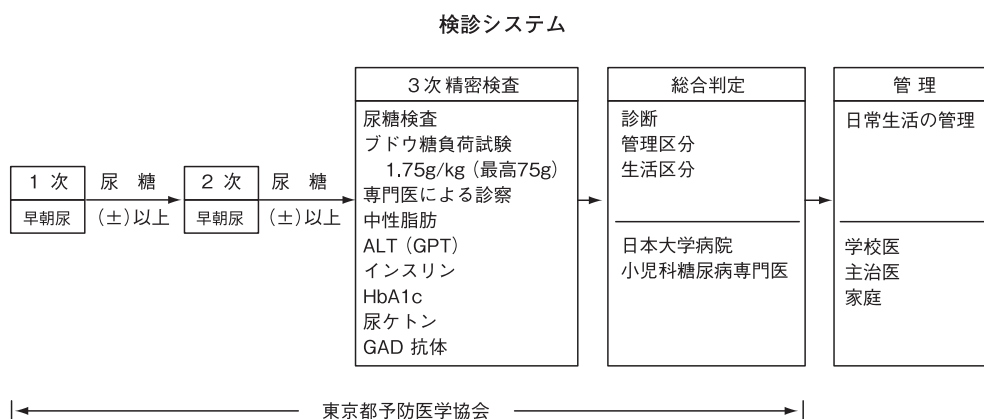 検診システム
1 次
早朝尿
尿 糖
(±)以上
2 次
早朝尿
尿 糖
(±)以上
3次 精密検査
尿糖検査
ブドウ糖負荷試験
1.75g/kg (最高75g)
専門医による診察
中性脂肪
ALT (GPT)
インスリン
HbA1c
尿ケトン
GAD 抗体
総合判定
診断
管理区分
生活区分
日本大学病院
小児科糖尿病専門医
管 理
日常生活の管理
学校医
主治医
家庭
東京都予防医学協会